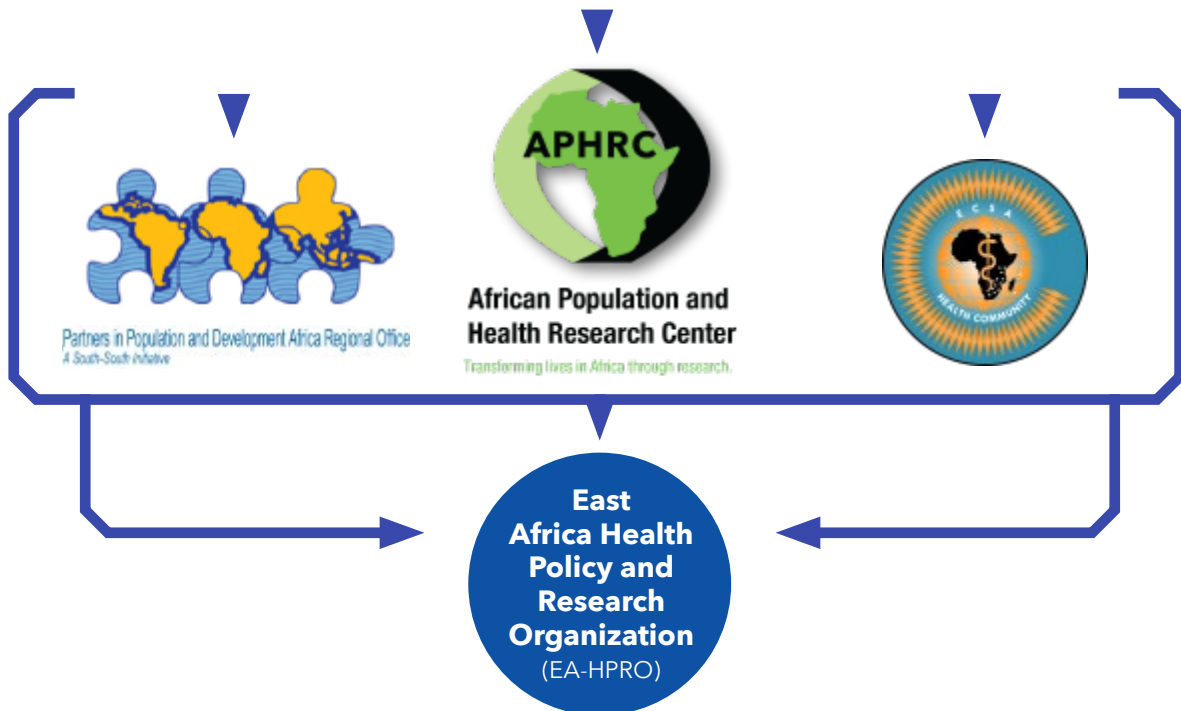 APHRC
African Population and
Health Research Center
Transforming lives in Africa through research.
Partners in Population and Development Africa Regional Office
A South-South Initiative
ECSA
HEALTH COMMUNITY
East
Africa Health
Policy and
Research
Organization
(EA-HPRO)